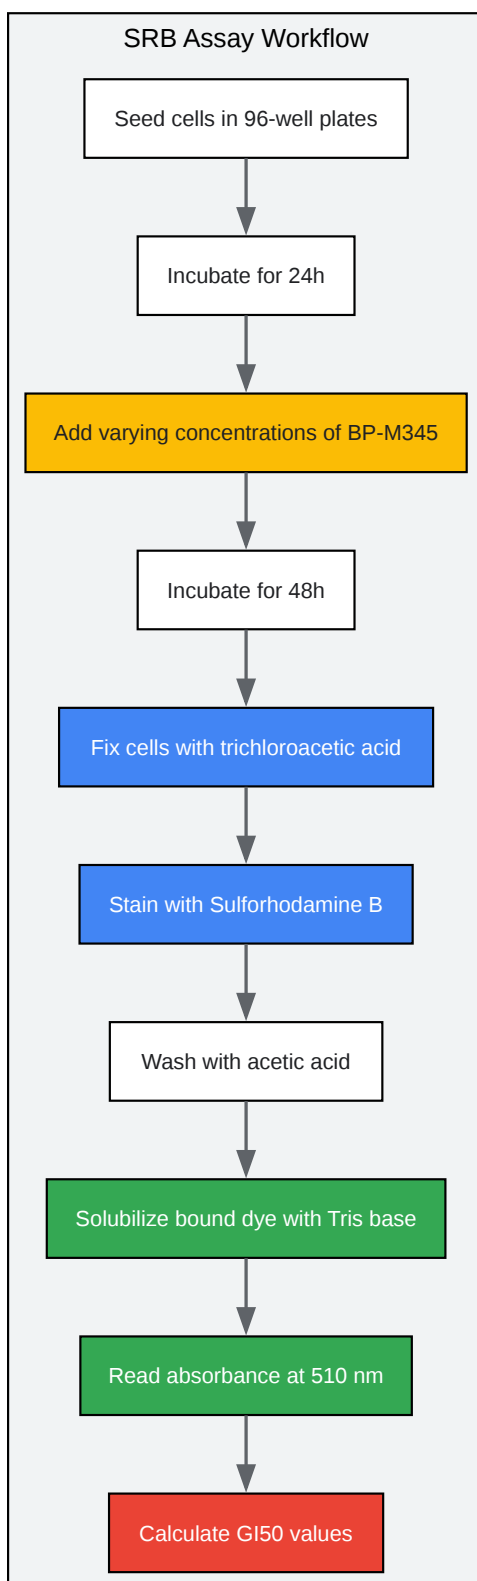 SRB Assay Workflow
Seed cells in 96-well plates
Incubate for 24h
Add varying concentrations of BP-M345
Incubate for 48h
Fix cells with trichloroacetic acid
Stain with Sulforhodamine B
Wash with acetic acid
Solubilize bound dye with Tris base
Read absorbance at 510 nm
Calculate GI50 values